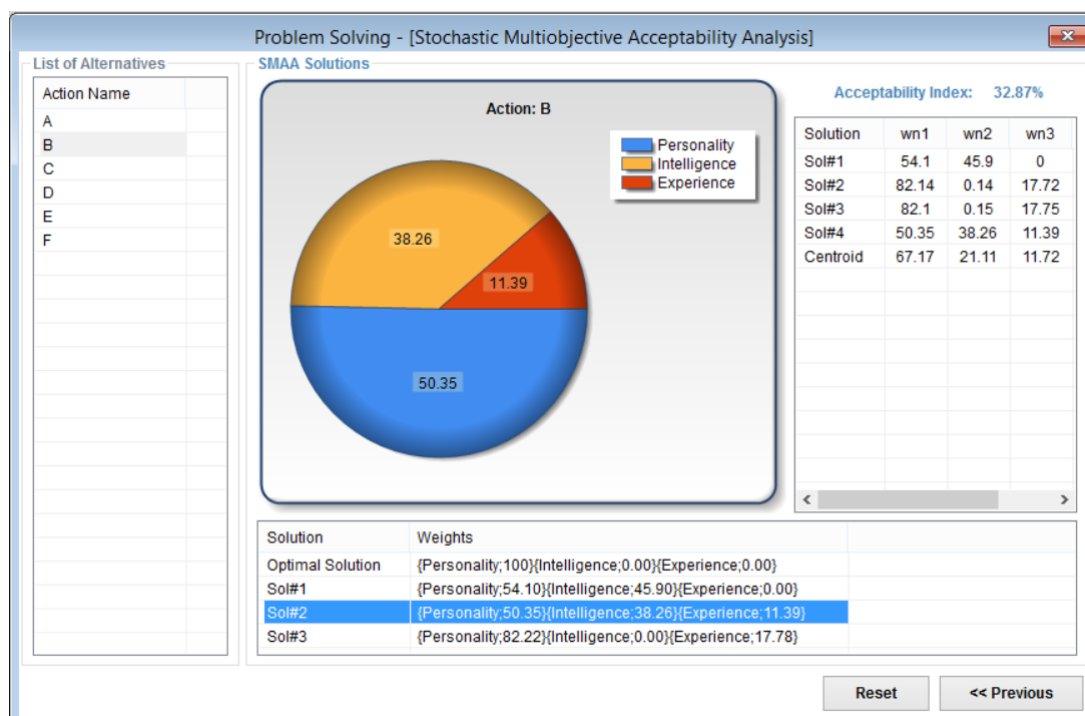 Problem Solving - [Stochastic Multiobjective Acceptability Analysis]
List of Alternatives
Action Name
A
B
C
D
E
F
SMAA Solutions
Action: B
Personality
Intelligence
Experience
38.26
11.39
50.35
Acceptability Index: 32.87%
Solution wn1 wn2 wn3
Sol#1 54.1 45.9 0
Sol#2 82.14 0.14 17.72
Sol#3 82.1 0.15 17.75
Sol#4 50.35 38.26 11.39
Centroid 67.17 21.11 11.72
Solution Weights
Optimal Solution {Personality;100}{Intelligence;0.00}{Experience;0.00}
Sol#1 {Personality;54.10}{Intelligence;45.90}{Experience;0.00}
Sol#2 {Personality;50.35}{Intelligence;38.26}{Experience;11.39}
Sol#3 {Personality;82.22}{Intelligence;0.00}{Experience;17.78}
Reset << Previous